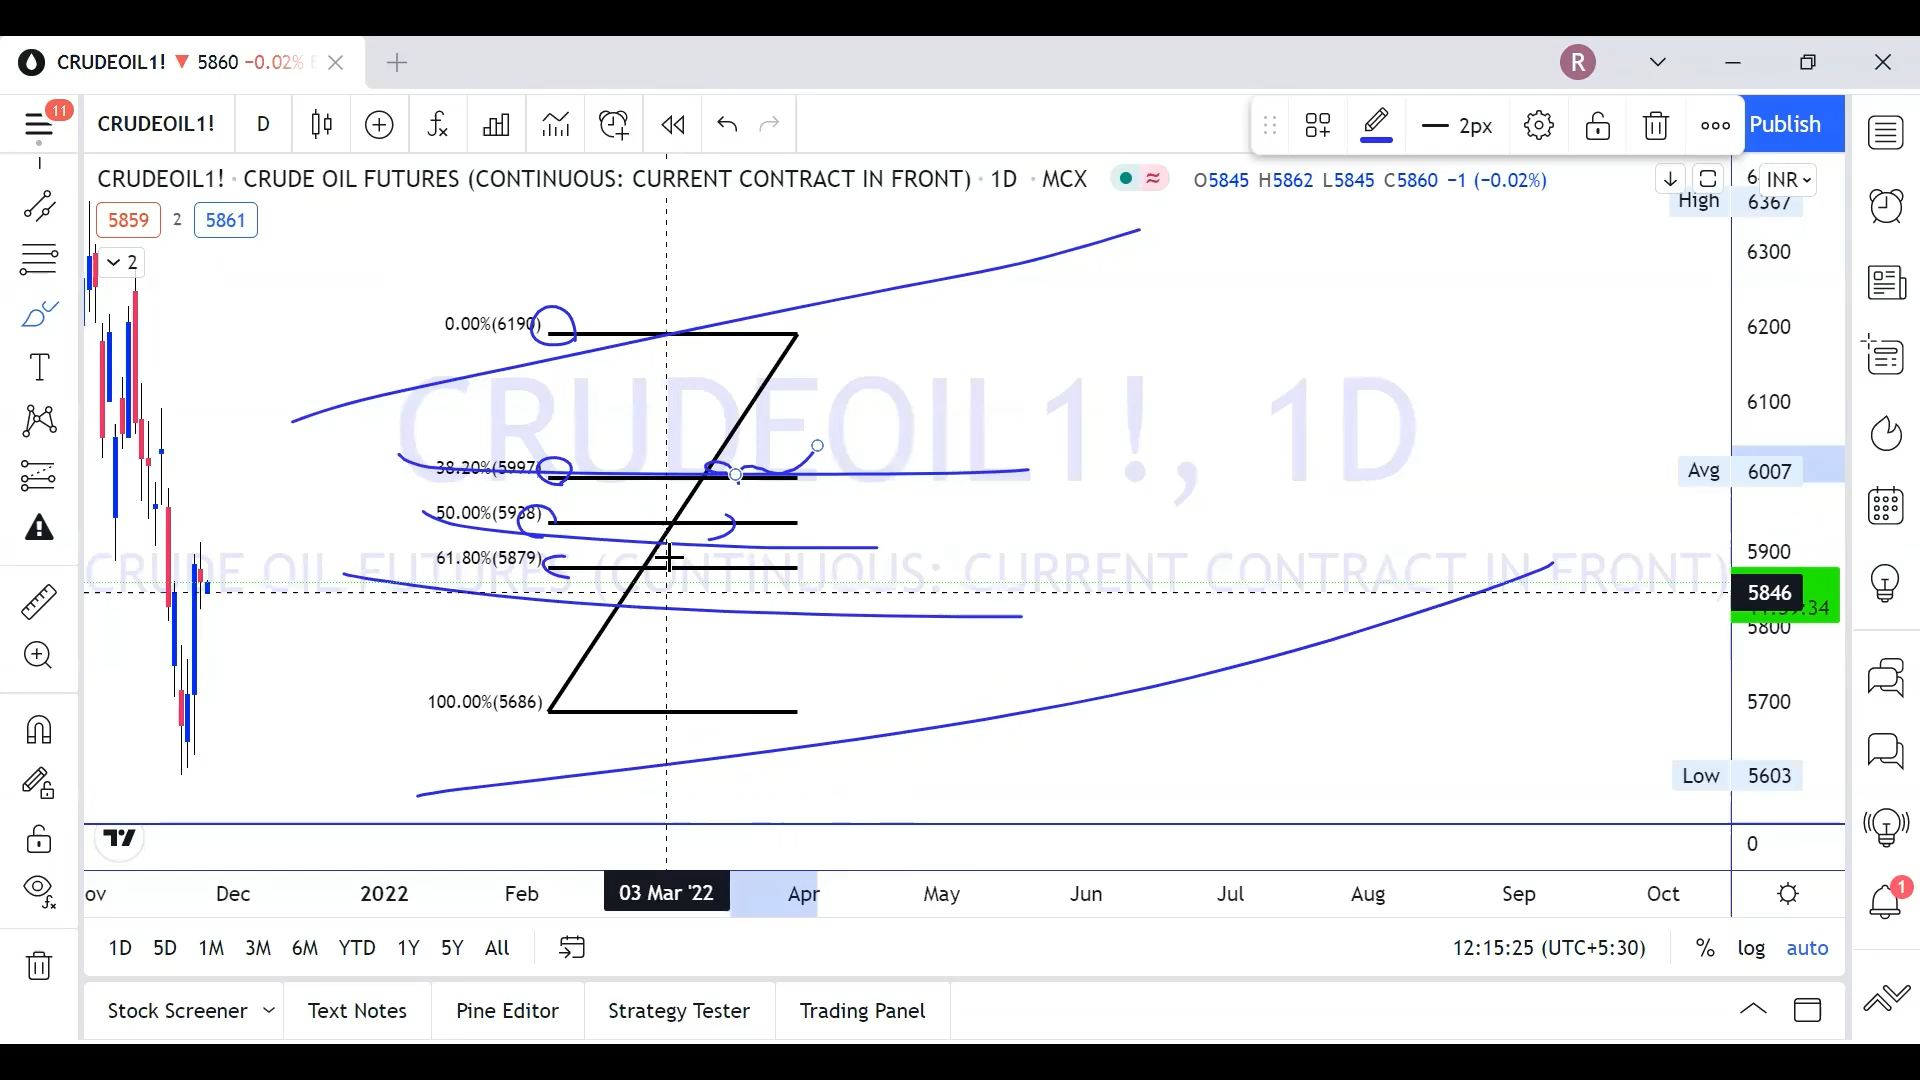 CRUDEOIL1! ▼ 5860 −0.02%
R
11
CRUDEOIL1! D
2px
Publish
CRUDEOIL1! · CRUDE OIL FUTURES (CONTINUOUS: CURRENT CONTRACT IN FRONT) · 1D · MCX
O5845 H5862 L5845 C5860 −1 (−0.02%)
INR
High 6367
5859 2 5861
2
6300
0.00%(6190)
6200
CRUDEOIL1!, 1D
6100
38.20%(5997)
Avg 6007
50.00%(5938)
61.80%(5879)
5900
CRUDE OIL FUTURES (CONTINUOUS: CURRENT CONTRACT IN FRONT)
5846
5800
100.00%(5686)
5700
Low 5603
0
Dec 2022 Feb 03 Mar '22 Apr May Jun Jul Aug Sep Oct
1
1D 5D 1M 3M 6M YTD 1Y 5Y All
12:15:25 (UTC+5:30) % log auto
Stock Screener Text Notes Pine Editor Strategy Tester Trading Panel